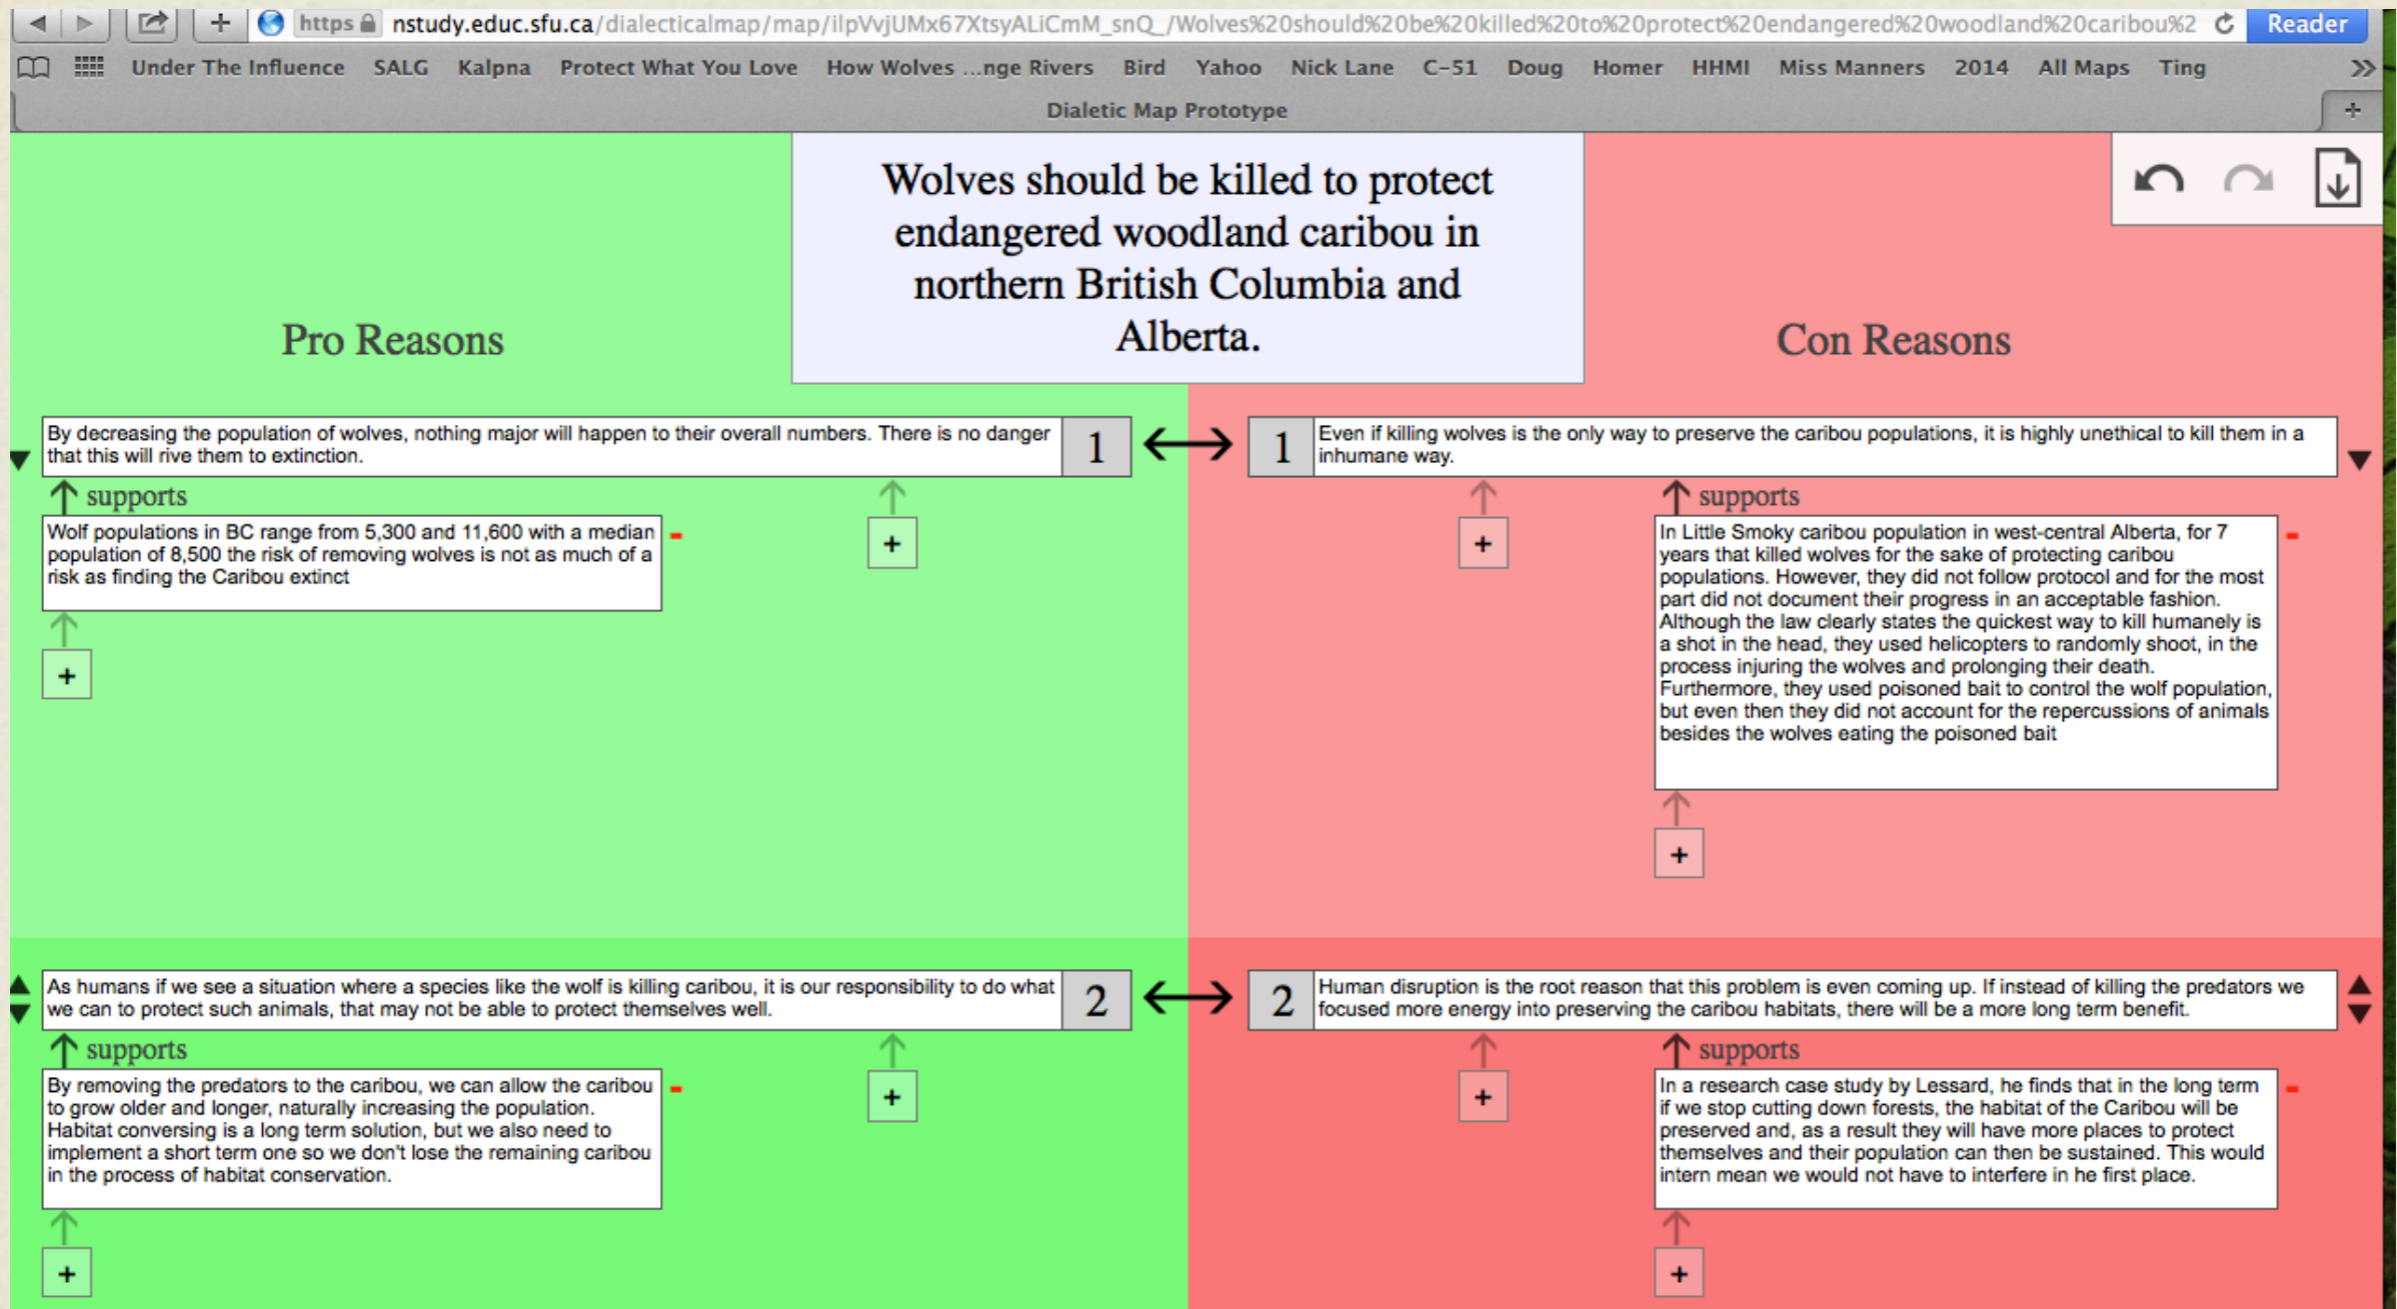 https nstudy.educ.sfu.ca/dialecticalmap/map/ilpVvjUMx67XtsyALiCmM_snQ_/Wolves%20should%20be%20killed%20to%20protect%20endangered%20woodland%20caribou%2 Reader
Under The Influence SALG Kalpna Protect What You Love How Wolves ...nge Rivers Bird Yahoo Nick Lane C-51 Doug Homer HHMI Miss Manners 2014 All Maps Ting
Dialetic Map Prototype
Wolves should be killed to protect
endangered woodland caribou in
northern British Columbia and
Alberta.
Pro Reasons
Con Reasons
By decreasing the population of wolves, nothing major will happen to their overall numbers. There is no danger
that this will rive them to extinction.
1
supports
Wolf populations in BC range from 5,300 and 11,600 with a median
population of 8,500 the risk of removing wolves is not as much of a
risk as finding the Caribou extinct
+
+
1
Even if killing wolves is the only way to preserve the caribou populations, it is highly unethical to kill them in a
inhumane way.
supports
+
In Little Smoky caribou population in west-central Alberta, for 7
years that killed wolves for the sake of protecting caribou
populations. However, they did not follow protocol and for the most
part did not document their progress in an acceptable fashion.
Although the law clearly states the quickest way to kill humanely is
a shot in the head, they used helicopters to randomly shoot, in the
process injuring the wolves and prolonging their death.
Furthermore, they used poisoned bait to control the wolf population,
but even then they did not account for the repercussions of animals
besides the wolves eating the poisoned bait
+
As humans if we see a situation where a species like the wolf is killing caribou, it is our responsibility to do what
we can to protect such animals, that may not be able to protect themselves well.
2
supports
By removing the predators to the caribou, we can allow the caribou
to grow older and longer, naturally increasing the population.
Habitat conversing is a long term solution, but we also need to
implement a short term one so we don't lose the remaining caribou
in the process of habitat conservation.
+
+
2
Human disruption is the root reason that this problem is even coming up. If instead of killing the predators we
focused more energy into preserving the caribou habitats, there will be a more long term benefit.
supports
+
In a research case study by Lessard, he finds that in the long term
if we stop cutting down forests, the habitat of the Caribou will be
preserved and, as a result they will have more places to protect
themselves and their population can then be sustained. This would
intern mean we would not have to interfere in he first place.
+